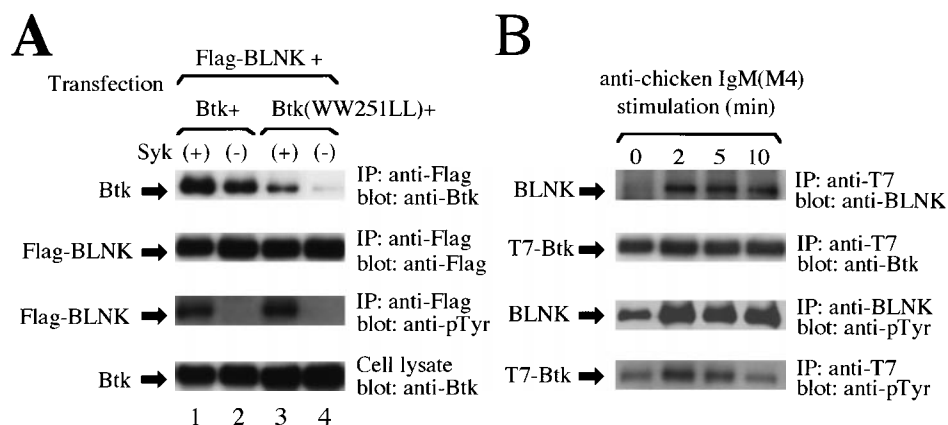 A
Flag-BLNK +
Transfection
Btk+ Btk(WW251LL)+
Syk (+) (-) (+) (-)
Btk
IP: anti-Flag
blot: anti-Btk
Flag-BLNK
IP: anti-Flag
blot: anti-Flag
Flag-BLNK
IP: anti-Flag
blot: anti-pTyr
Btk
Cell lysate
blot: anti-Btk
1 2 3 4
B
anti-chicken IgM(M4)
stimulation (min)
0 2 5 10
BLNK
IP: anti-T7
blot: anti-BLNK
T7-Btk
IP: anti-T7
blot: anti-Btk
BLNK
IP: anti-BLNK
blot: anti-pTyr
T7-Btk
IP: anti-T7
blot: anti-pTyr